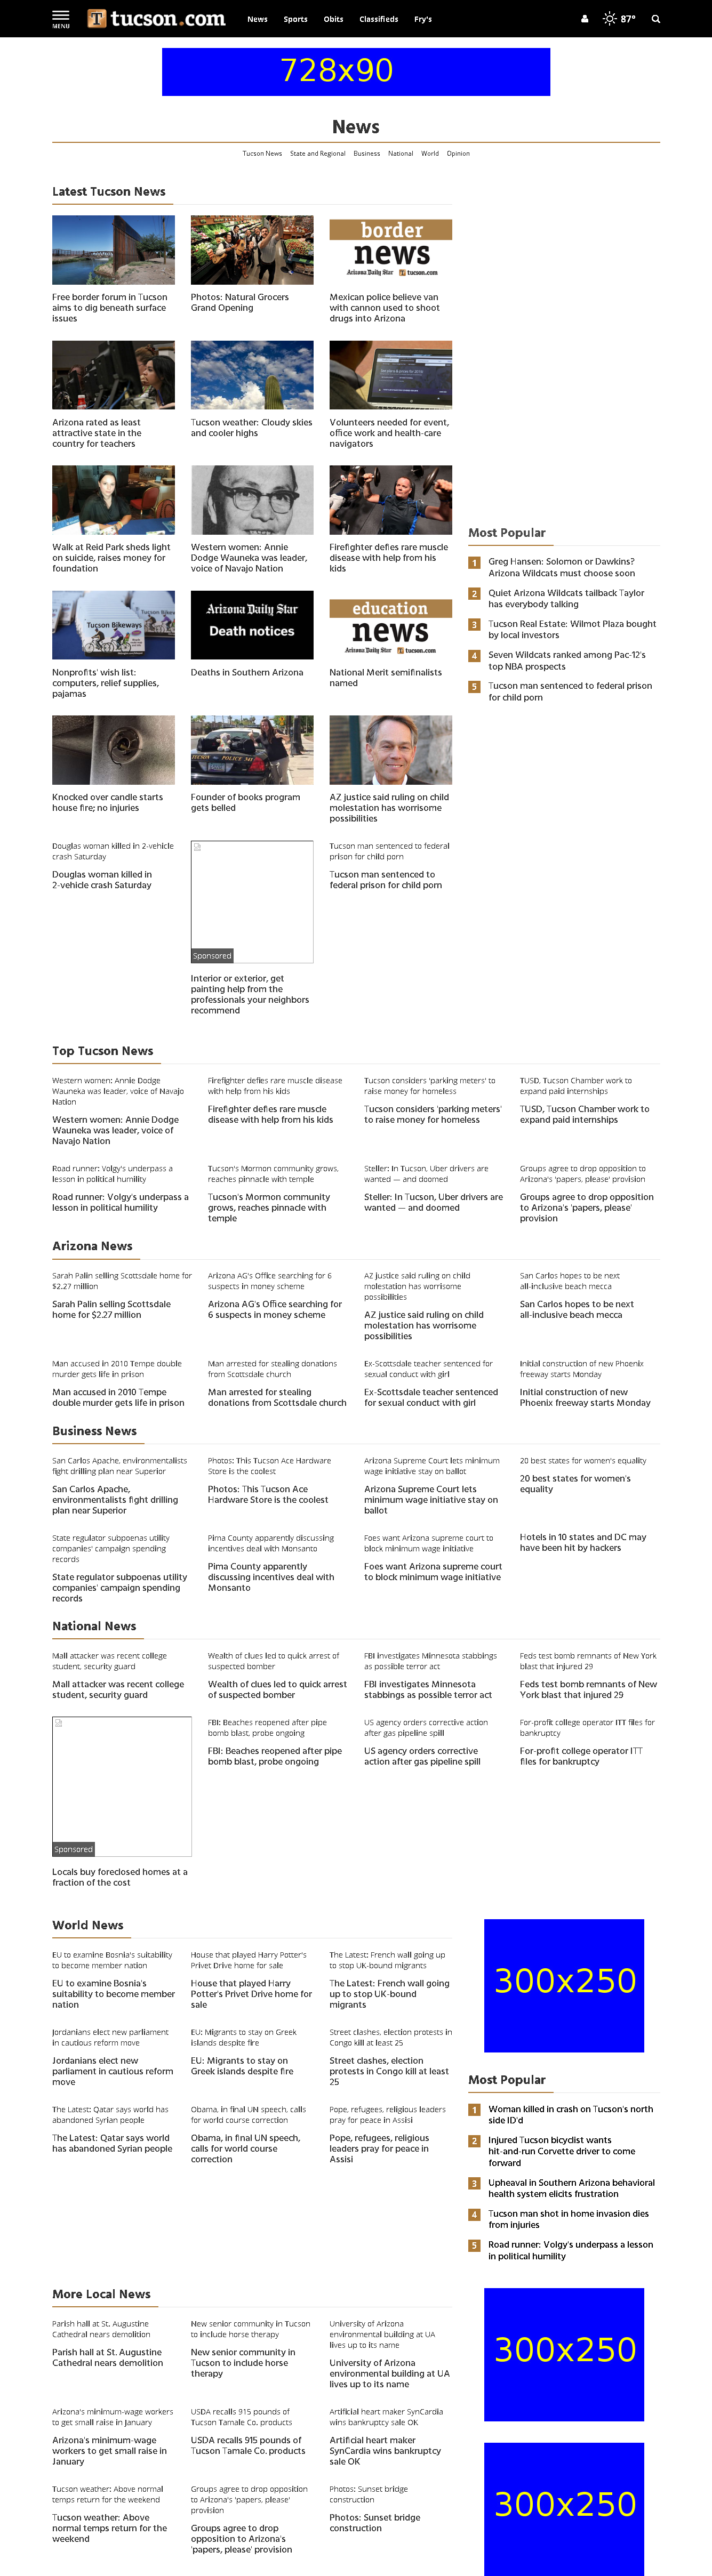 MENU
T tucson.com
News Sports Obits Classifieds Fry's
87°
728x90
News
Tucson News State and Regional Business National World Opinion
Latest Tucson News
Free border forum in Tucson
aims to dig beneath surface
issues
Photos: Natural Grocers
Grand Opening
border
news
Arizona Daily Star T tucson.com
Mexican police believe van
with cannon used to shoot
drugs into Arizona
Arizona rated as least
attractive state in the
country for teachers
Tucson weather: Cloudy skies
and cooler highs
Volunteers needed for event,
office work and health-care
navigators
Walk at Reid Park sheds light
on suicide, raises money for
foundation
Western women: Annie
Dodge Wauneka was leader,
voice of Navajo Nation
Firefighter defies rare muscle
disease with help from his
kids
Tucson Bikeways
Nonprofits' wish list:
computers, relief supplies,
pajamas
Arizona Daily Star
Death notices
Deaths in Southern Arizona
education
news
Arizona Daily Star T tucson.com
National Merit semifinalists
named
Knocked over candle starts
house fire; no injuries
Founder of books program
gets belled
AZ justice said ruling on child
molestation has worrisome
possibilities
Douglas woman killed in 2-vehicle
crash Saturday
Douglas woman killed in
2-vehicle crash Saturday
Sponsored
Interior or exterior, get
painting help from the
professionals your neighbors
recommend
Tucson man sentenced to federal
prison for child porn
Tucson man sentenced to
federal prison for child porn
Most Popular
1 Greg Hansen: Solomon or Dawkins?
Arizona Wildcats must choose soon
2 Quiet Arizona Wildcats tailback Taylor
has everybody talking
3 Tucson Real Estate: Wilmot Plaza bought
by local investors
4 Seven Wildcats ranked among Pac-12's
top NBA prospects
5 Tucson man sentenced to federal prison
for child porn
Top Tucson News
Western women: Annie Dodge
Wauneka was leader, voice of Navajo
Nation
Western women: Annie Dodge
Wauneka was leader, voice of
Navajo Nation
Firefighter defies rare muscle disease
with help from his kids
Firefighter defies rare muscle
disease with help from his kids
Tucson considers 'parking meters' to
raise money for homeless
Tucson considers 'parking meters'
to raise money for homeless
TUSD, Tucson Chamber work to
expand paid internships
TUSD, Tucson Chamber work to
expand paid internships
Road runner: Volgy's underpass a
lesson in political humility
Road runner: Volgy's underpass a
lesson in political humility
Tucson's Mormon community grows,
reaches pinnacle with temple
Tucson's Mormon community
grows, reaches pinnacle with
temple
Steller: In Tucson, Uber drivers are
wanted — and doomed
Steller: In Tucson, Uber drivers are
wanted — and doomed
Groups agree to drop opposition to
Arizona's 'papers, please' provision
Groups agree to drop opposition
to Arizona's 'papers, please'
provision
Arizona News
Sarah Palin selling Scottsdale home for
$2.27 million
Sarah Palin selling Scottsdale
home for $2.27 million
Arizona AG's Office searching for 6
suspects in money scheme
Arizona AG's Office searching for
6 suspects in money scheme
AZ justice said ruling on child
molestation has worrisome
possibilities
AZ justice said ruling on child
molestation has worrisome
possibilities
San Carlos hopes to be next
all-inclusive beach mecca
San Carlos hopes to be next
all-inclusive beach mecca
Man accused in 2010 Tempe double
murder gets life in prison
Man accused in 2010 Tempe
double murder gets life in prison
Man arrested for stealing donations
from Scottsdale church
Man arrested for stealing
donations from Scottsdale church
Ex-Scottsdale teacher sentenced for
sexual conduct with girl
Ex-Scottsdale teacher sentenced
for sexual conduct with girl
Initial construction of new Phoenix
freeway starts Monday
Initial construction of new
Phoenix freeway starts Monday
Business News
San Carlos Apache, environmentalists
fight drilling plan near Superior
San Carlos Apache,
environmentalists fight drilling
plan near Superior
Photos: This Tucson Ace Hardware
Store is the coolest
Photos: This Tucson Ace
Hardware Store is the coolest
Arizona Supreme Court lets minimum
wage initiative stay on ballot
Arizona Supreme Court lets
minimum wage initiative stay on
ballot
20 best states for women's equality
20 best states for women's
equality
State regulator subpoenas utility
companies' campaign spending
records
State regulator subpoenas utility
companies' campaign spending
records
Pima County apparently discussing
incentives deal with Monsanto
Pima County apparently
discussing incentives deal with
Monsanto
Foes want Arizona supreme court to
block minimum wage initiative
Foes want Arizona supreme court
to block minimum wage initiative
Hotels in 10 states and DC may
have been hit by hackers
National News
Mall attacker was recent college
student, security guard
Mall attacker was recent college
student, security guard
Wealth of clues led to quick arrest of
suspected bomber
Wealth of clues led to quick arrest
of suspected bomber
FBI investigates Minnesota stabbings
as possible terror act
FBI investigates Minnesota
stabbings as possible terror act
Feds test bomb remnants of New York
blast that injured 29
Feds test bomb remnants of New
York blast that injured 29
Sponsored
Locals buy foreclosed homes at a
fraction of the cost
FBI: Beaches reopened after pipe
bomb blast, probe ongoing
FBI: Beaches reopened after pipe
bomb blast, probe ongoing
US agency orders corrective action
after gas pipeline spill
US agency orders corrective
action after gas pipeline spill
For-profit college operator ITT files for
bankruptcy
For-profit college operator ITT
files for bankruptcy
World News
EU to examine Bosnia's suitability
to become member nation
EU to examine Bosnia's
suitability to become member
nation
House that played Harry Potter's
Privet Drive home for sale
House that played Harry
Potter's Privet Drive home for
sale
The Latest: French wall going up
to stop UK-bound migrants
The Latest: French wall going
up to stop UK-bound
migrants
Jordanians elect new parliament
in cautious reform move
Jordanians elect new
parliament in cautious reform
move
EU: Migrants to stay on Greek
islands despite fire
EU: Migrants to stay on
Greek islands despite fire
Street clashes, election protests in
Congo kill at least 25
Street clashes, election
protests in Congo kill at least
25
The Latest: Qatar says world has
abandoned Syrian people
The Latest: Qatar says world
has abandoned Syrian people
Obama, in final UN speech, calls
for world course correction
Obama, in final UN speech,
calls for world course
correction
Pope, refugees, religious leaders
pray for peace in Assisi
Pope, refugees, religious
leaders pray for peace in
Assisi
300x250
Most Popular
1 Woman killed in crash on Tucson's north
side ID'd
2 Injured Tucson bicyclist wants
hit-and-run Corvette driver to come
forward
3 Upheaval in Southern Arizona behavioral
health system elicits frustration
4 Tucson man shot in home invasion dies
from injuries
5 Road runner: Volgy's underpass a lesson
in political humility
More Local News
Parish hall at St. Augustine
Cathedral nears demolition
Parish hall at St. Augustine
Cathedral nears demolition
New senior community in Tucson
to include horse therapy
New senior community in
Tucson to include horse
therapy
University of Arizona
environmental building at UA
lives up to its name
University of Arizona
environmental building at UA
lives up to its name
Arizona's minimum-wage workers
to get small raise in January
Arizona's minimum-wage
workers to get small raise in
January
USDA recalls 915 pounds of
Tucson Tamale Co. products
USDA recalls 915 pounds of
Tucson Tamale Co. products
Artificial heart maker SynCardia
wins bankruptcy sale OK
Artificial heart maker
SynCardia wins bankruptcy
sale OK
Tucson weather: Above normal
temps return for the weekend
Tucson weather: Above
normal temps return for the
weekend
Groups agree to drop opposition
to Arizona's 'papers, please'
provision
Groups agree to drop
opposition to Arizona's
'papers, please' provision
Photos: Sunset bridge
construction
Photos: Sunset bridge
construction
300x250
300x250